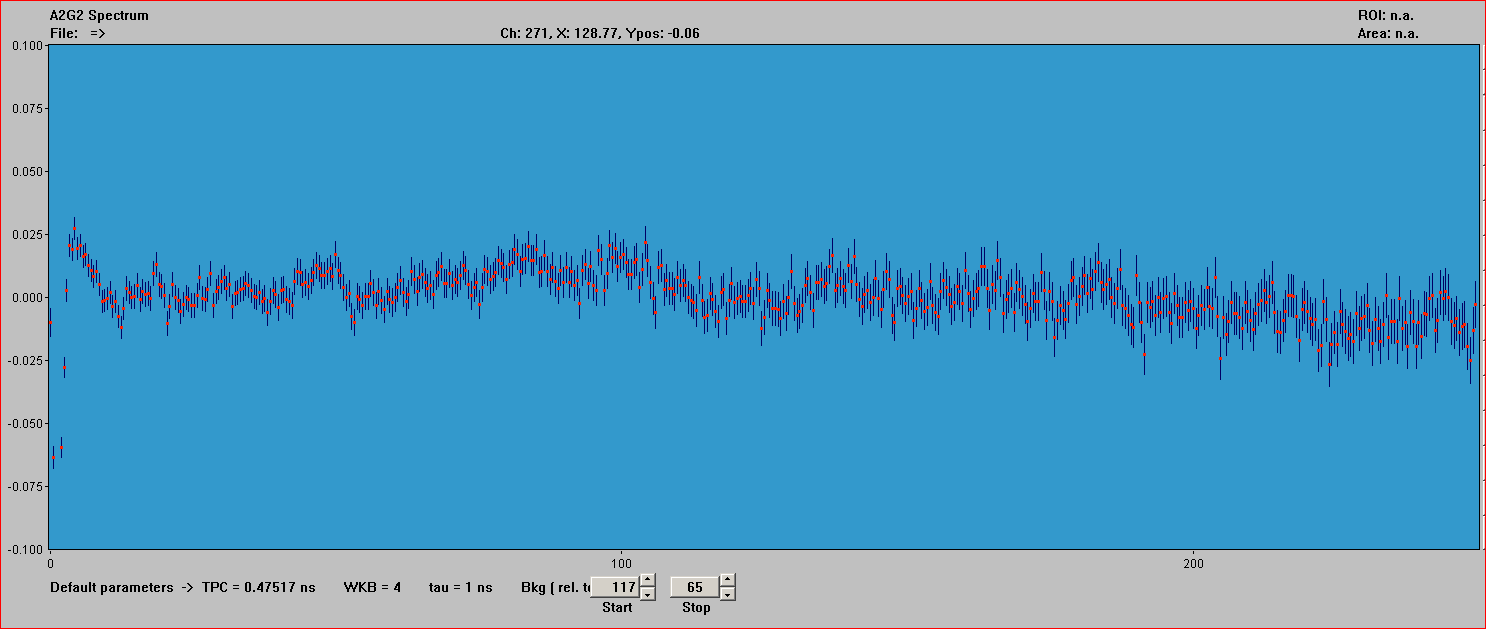 A2G2 Spectrum
ROI: n.a.
File: =>
Ch: 271, X: 128.77, Ypos: -0.06
Area: n.a.
0.100
0.075
0.050
0.025
0.000
-0.025
-0.050
-0.075
-0.100
0 100 200
Default parameters -> TPC = 0.47517 ns WKB = 4 tau = 1 ns Bkg ( rel. to 117 65
Start Stop